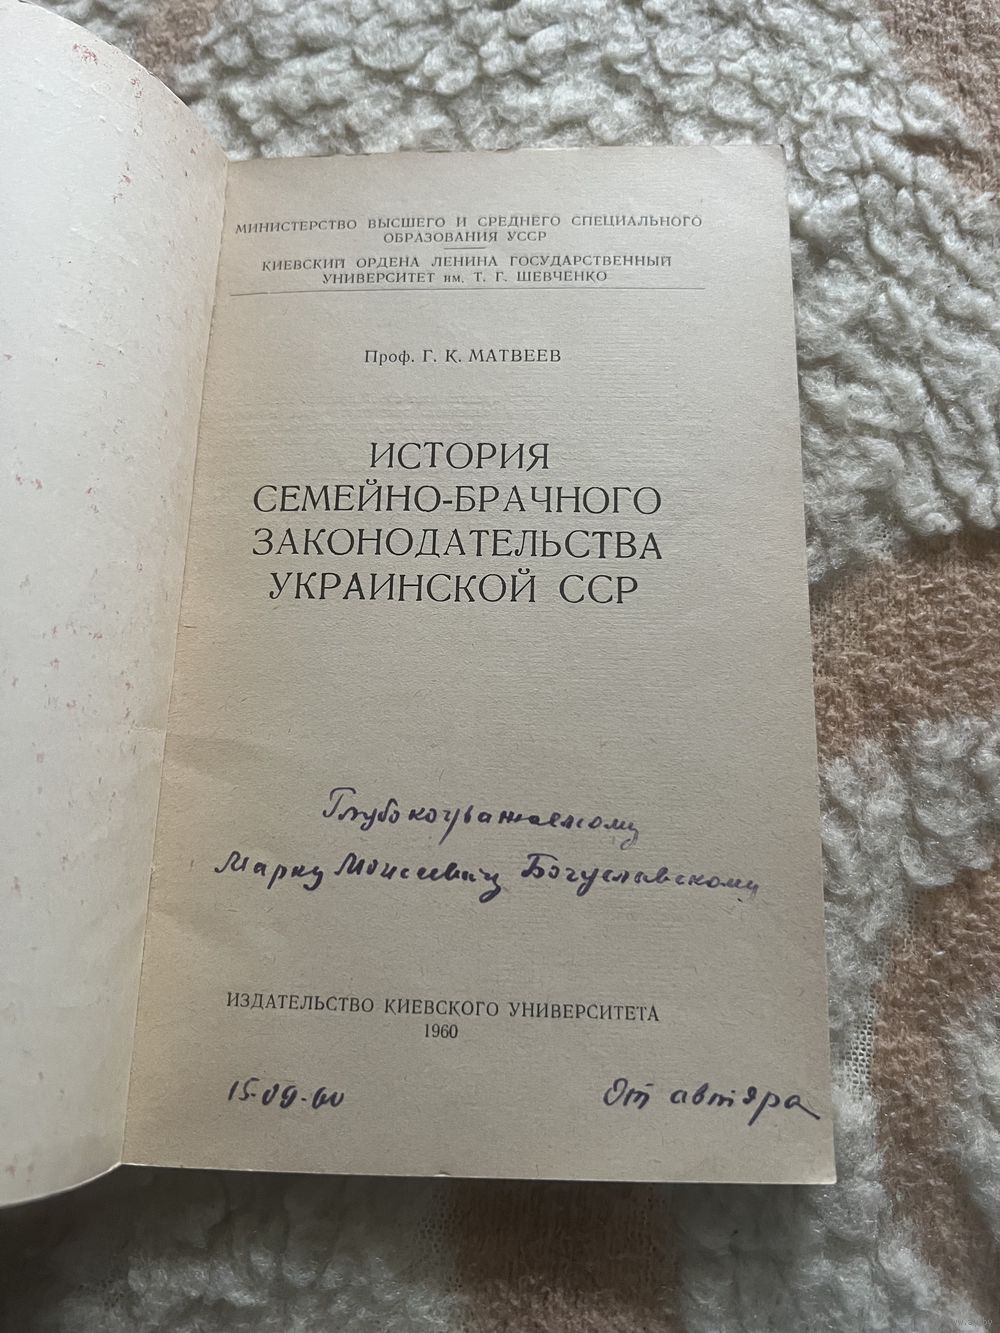 МИНИСТЕРСТВО ВЫСШЕГО И СРЕДНЕГО СПЕЦИАЛЬНОГО
ОБРАЗОВАНИЯ УССР
КИЕВСКИЙ ОРДЕНА ЛЕНИНА ГОСУДАРСТВЕННЫЙ
УНИВЕРСИТЕТ им. Т. Г. ШЕВЧЕНКО
Проф. Г. К. МАТВЕЕВ
ИСТОРИЯ
СЕМЕЙНО-БРАЧНОГО
ЗАКОНОДАТЕЛЬСТВА
УКРАИНСКОЙ ССР
Глубокоуважаемому
Марку Моисеевичу Богуславскому
ИЗДАТЕЛЬСТВО КИЕВСКОГО УНИВЕРСИТЕТА
1960
15.09.60 От автора